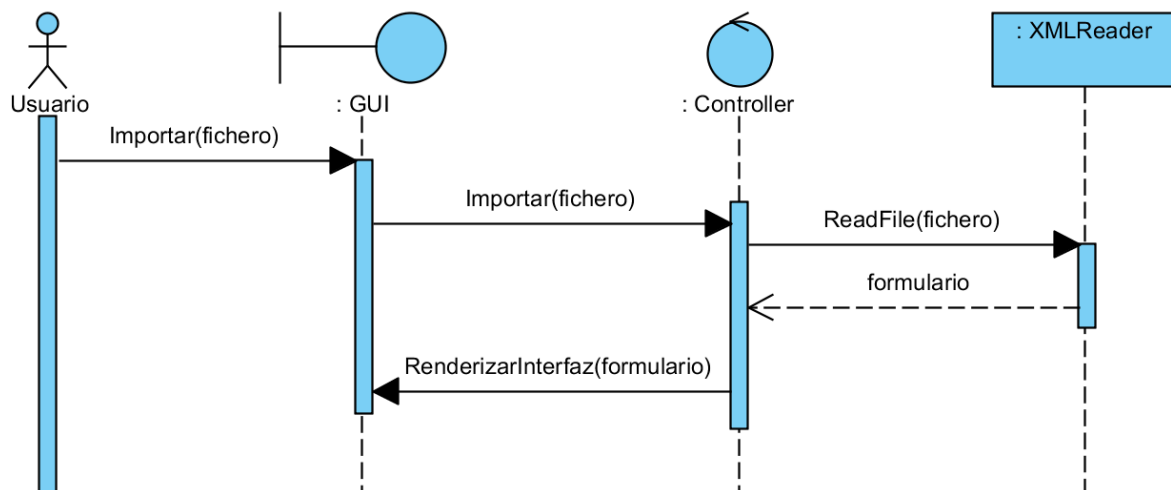 : XMLReader
Usuario
: GUI
: Controller
Importar(fichero)
Importar(fichero)
ReadFile(fichero)
formulario
RenderizarInterfaz(formulario)